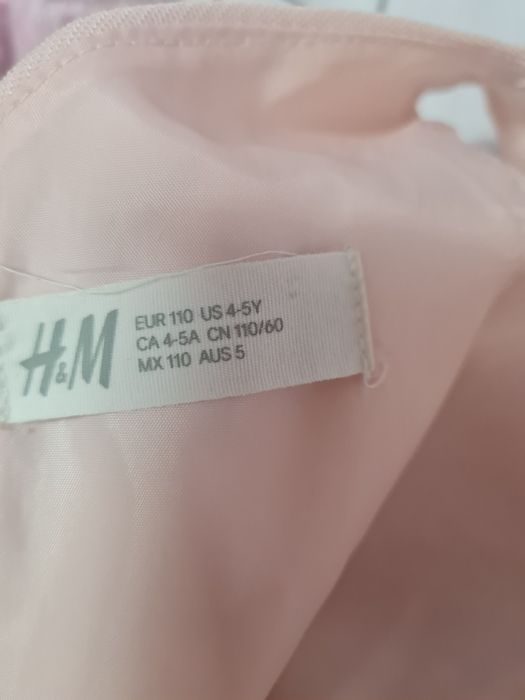 H&M
EUR 110 US 4-5Y
CA 4-5A CN 110/60
MX 110 AUS 5